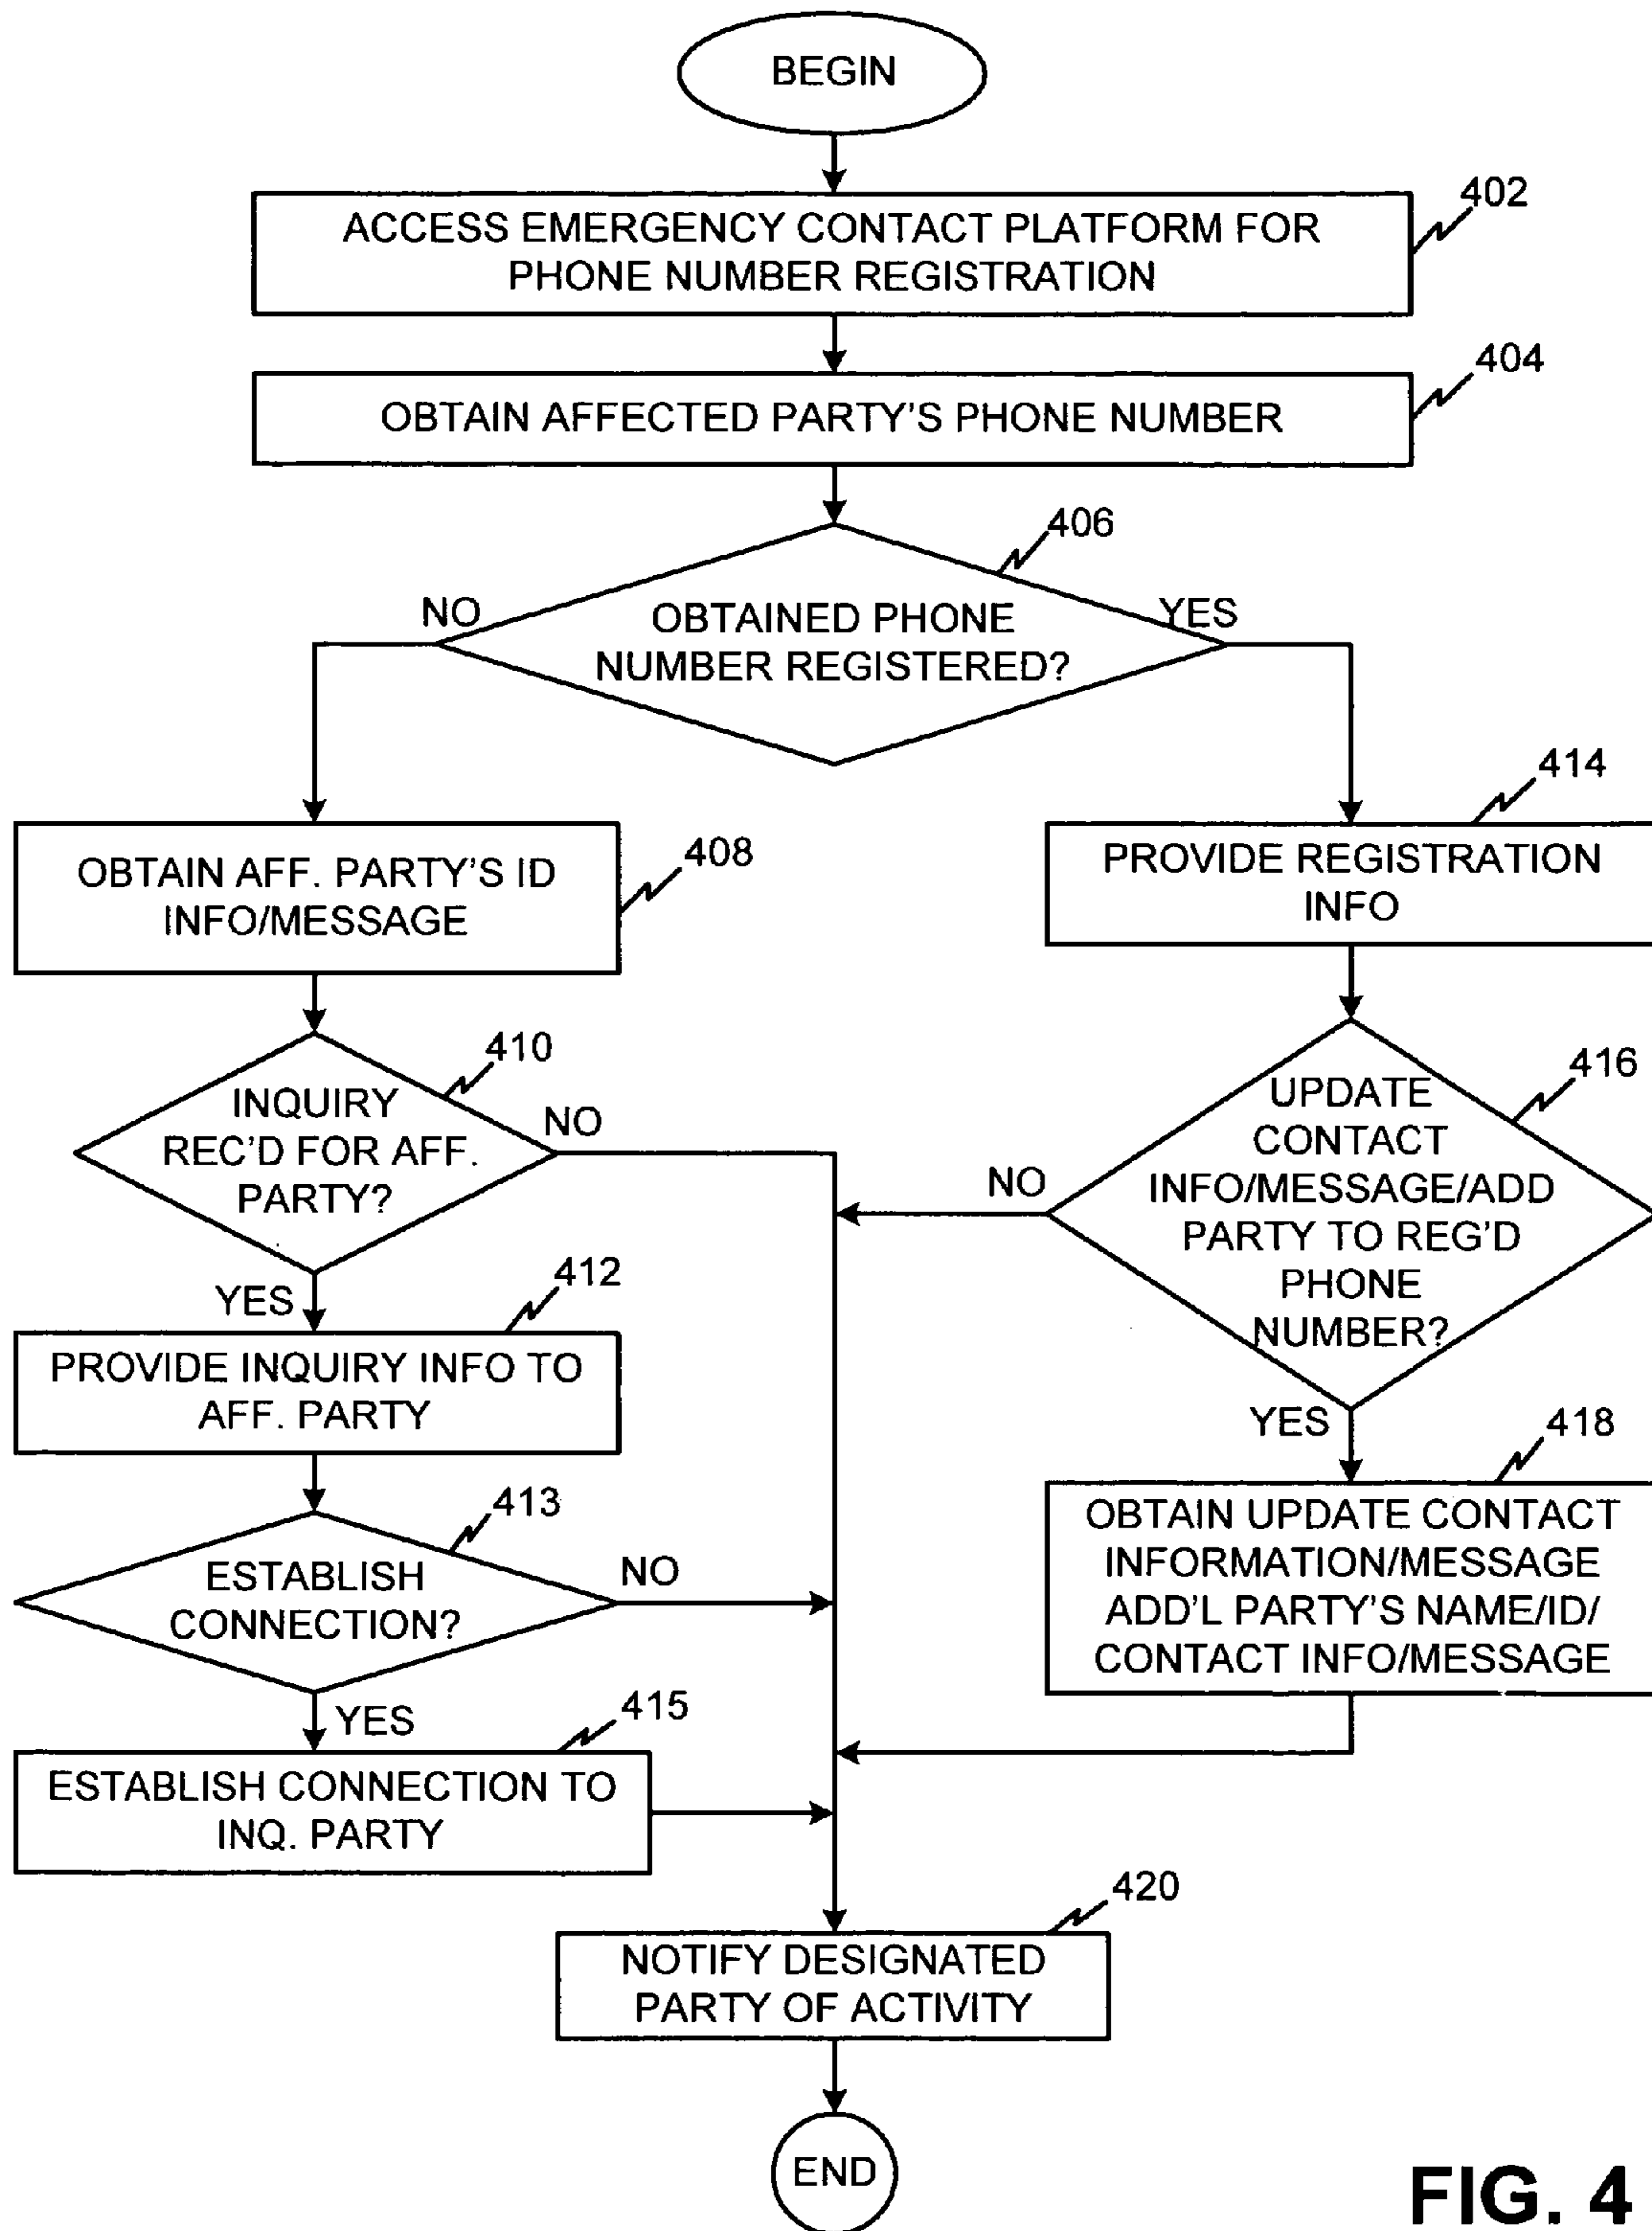 BEGIN
402
ACCESS EMERGENCY CONTACT PLATFORM FOR
PHONE NUMBER REGISTRATION
404
OBTAIN AFFECTED PARTY'S PHONE NUMBER
406
NO
YES
OBTAINED PHONE
NUMBER REGISTERED?
408
OBTAIN AFF. PARTY'S ID
INFO/MESSAGE
410
INQUIRY
REC'D FOR AFF.
PARTY?
NO
YES
412
PROVIDE INQUIRY INFO TO
AFF. PARTY
413
ESTABLISH
CONNECTION?
NO
YES
415
ESTABLISH CONNECTION TO
INQ. PARTY
414
PROVIDE REGISTRATION
INFO
416
UPDATE
CONTACT
INFO/MESSAGE/ADD
PARTY TO REG'D
PHONE
NUMBER?
NO
YES
418
OBTAIN UPDATE CONTACT
INFORMATION/MESSAGE
ADD'L PARTY'S NAME/ID/
CONTACT INFO/MESSAGE
420
NOTIFY DESIGNATED
PARTY OF ACTIVITY
END
FIG. 4